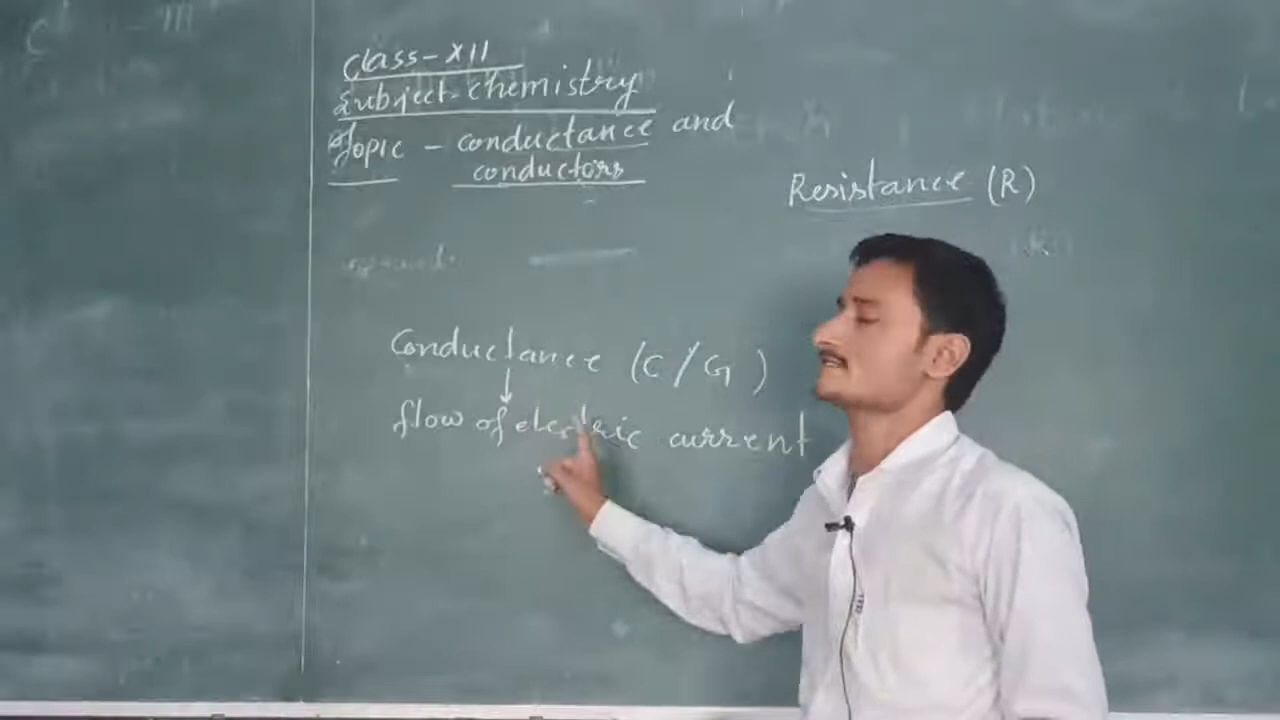 Class-XII
Subject-chemistry
Topic - conductance and
conductors
Resistance (R)
Conductance (C/G)
flow of electric current